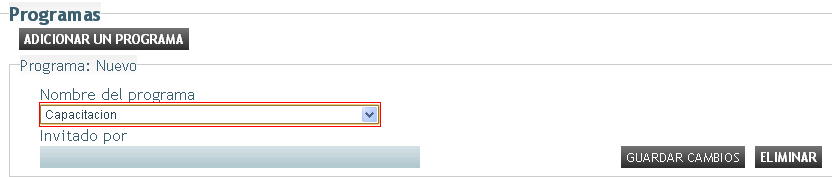 Programas
ADICIONAR UN PROGRAMA
Programa: Nuevo
Nombre del programa
Capacitacion
Invitado por
GUARDAR CAMBIOS ELIMINAR